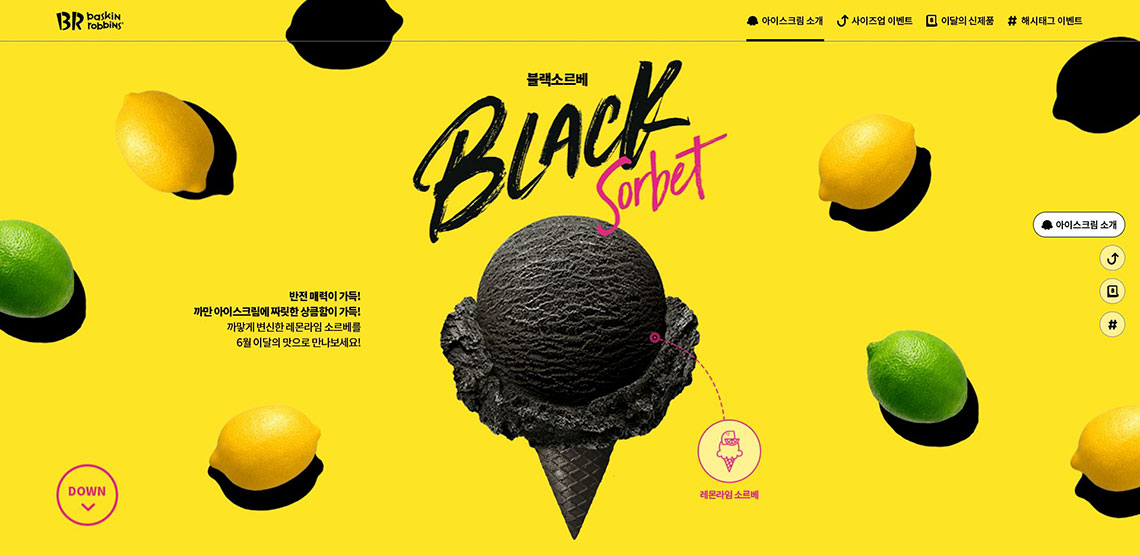 BR baskin robbins
아이스크림 소개
사이즈업 이벤트
이달의 신제품
# 해시태그 이벤트
블랙소르베
BLACK
Sorbet
아이스크림 소개
#
반전 매력이 가득!
까만 아이스크림에 짜릿한 상큼함이 가득!
까맣게 변신한 레몬라임 소르베를
6월 이달의 맛으로 만나보세요!
DOWN
레몬라임 소르베